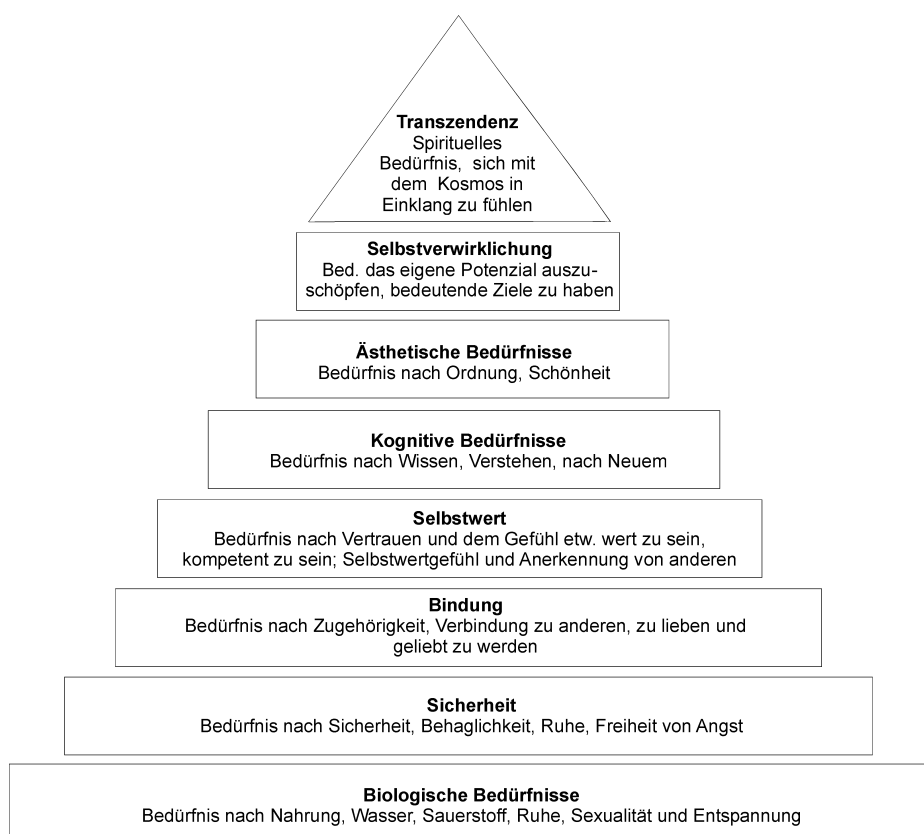 Transzendenz
Spirituelles
Bedürfnis, sich mit
dem Kosmos in
Einklang zu fühlen
Selbstverwirklichung
Bed. das eigene Potenzial auszu-
schöpfen, bedeutende Ziele zu haben
Ästhetische Bedürfnisse
Bedürfnis nach Ordnung, Schönheit
Kognitive Bedürfnisse
Bedürfnis nach Wissen, Verstehen, nach Neuem
Selbstwert
Bedürfnis nach Vertrauen und dem Gefühl etw. wert zu sein,
kompetent zu sein; Selbstwertgefühl und Anerkennung von anderen
Bindung
Bedürfnis nach Zugehörigkeit, Verbindung zu anderen, zu lieben und
geliebt zu werden
Sicherheit
Bedürfnis nach Sicherheit, Behaglichkeit, Ruhe, Freiheit von Angst
Biologische Bedürfnisse
Bedürfnis nach Nahrung, Wasser, Sauerstoff, Ruhe, Sexualität und Entspannung